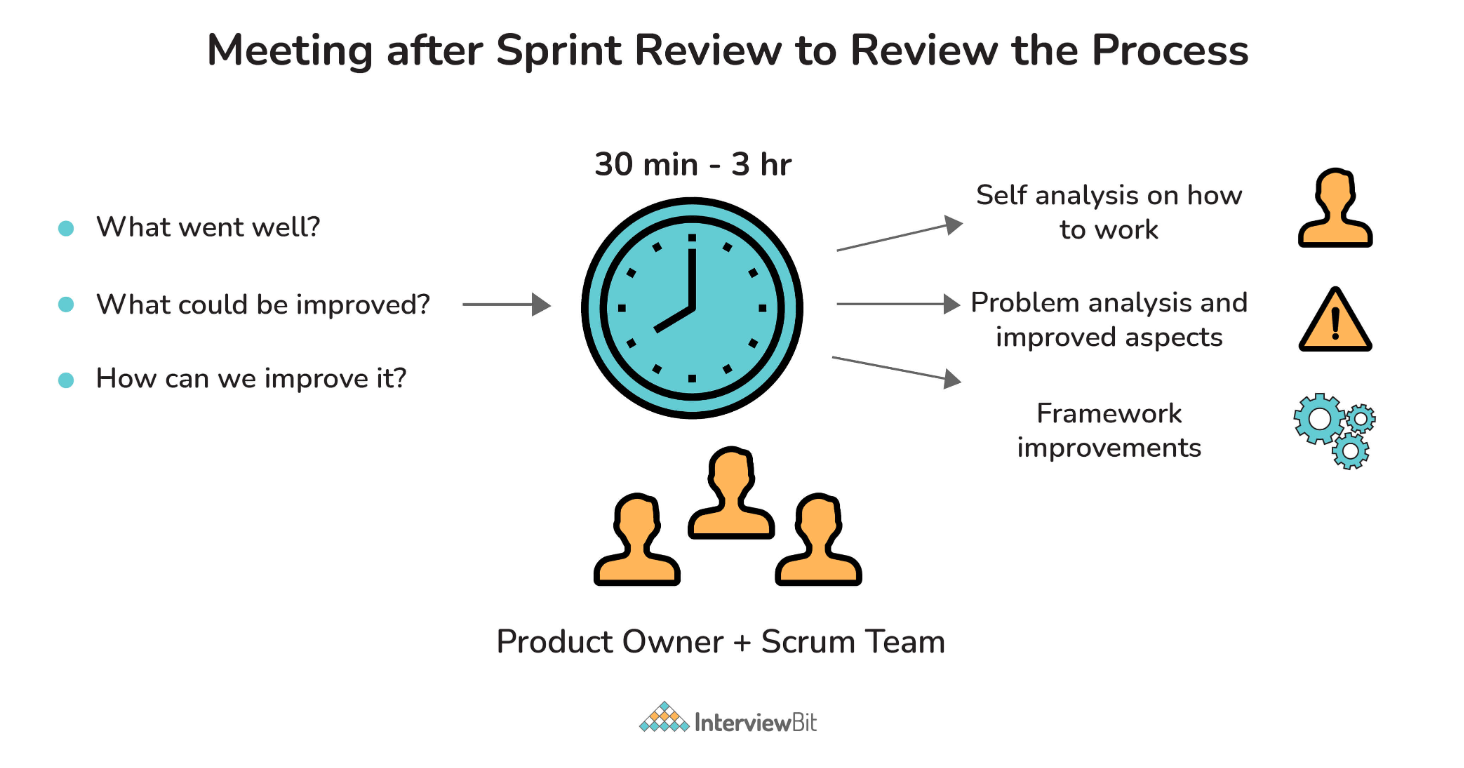 Meeting after Sprint Review to Review the Process
30 min - 3 hr
What went well?
What could be improved?
How can we improve it?
Self analysis on how
to work
Problem analysis and
improved aspects
Framework
improvements
Product Owner + Scrum Team
InterviewBit